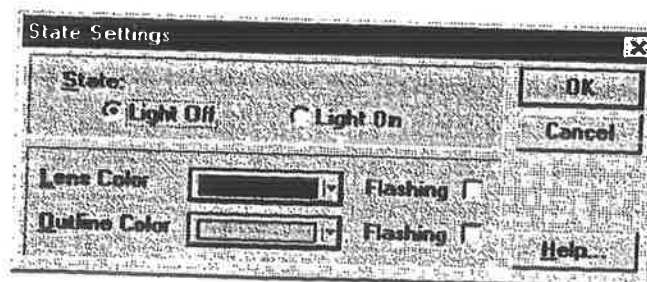 State Settings
State:
Light Off
Light On
OK
Cancel
Lens Color
Flashing
Outline Color
Flashing
Help...